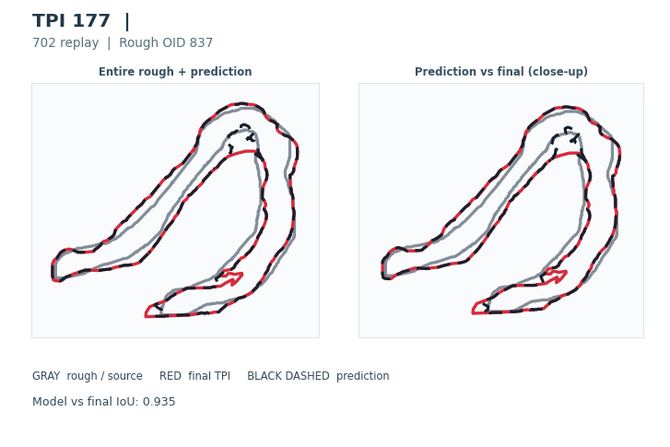 TPI 177 |
702 replay | Rough OID 837
Entire rough + prediction
Prediction vs final (close-up)
GRAY rough / source RED final TPI BLACK DASHED prediction
Model vs final IoU: 0.935